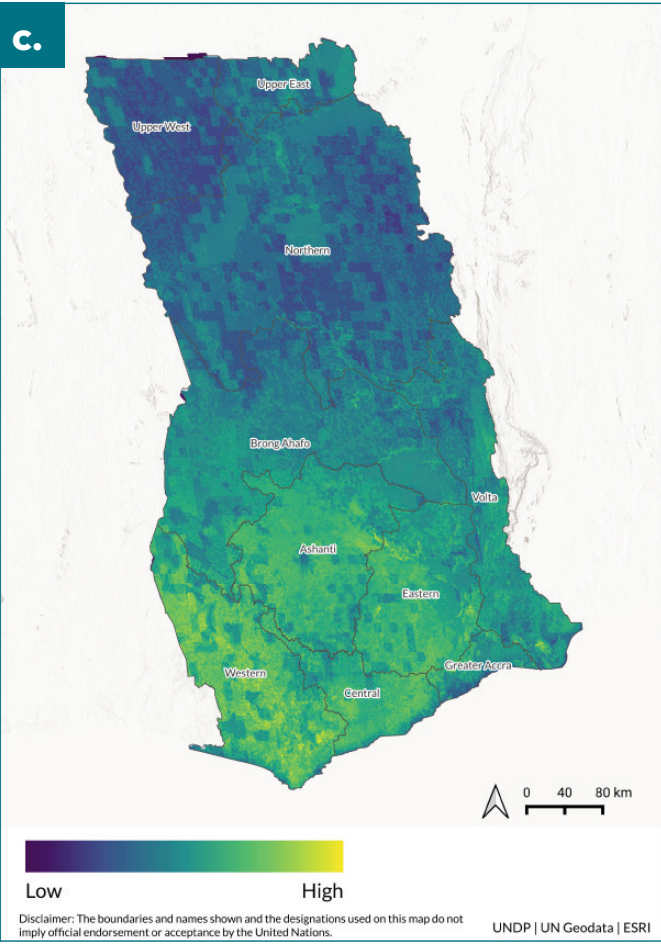 c.
Upper East
Upper West
Northern
Brong Ahafo
Volta
Ashanti
Eastern
Greater Accra
Western
Central
0 40 80 km
Low High
Disclaimer: The boundaries and names shown and the designations used on this map do not
imply official endorsement or acceptance by the United Nations.
UNDP | UN Geodata | ESRI